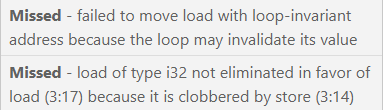 Missed - failed to move load with loop-invariant
address because the loop may invalidate its value
Missed - load of type i32 not eliminated in favor of
load (3:17) because it is clobbered by store (3:14)